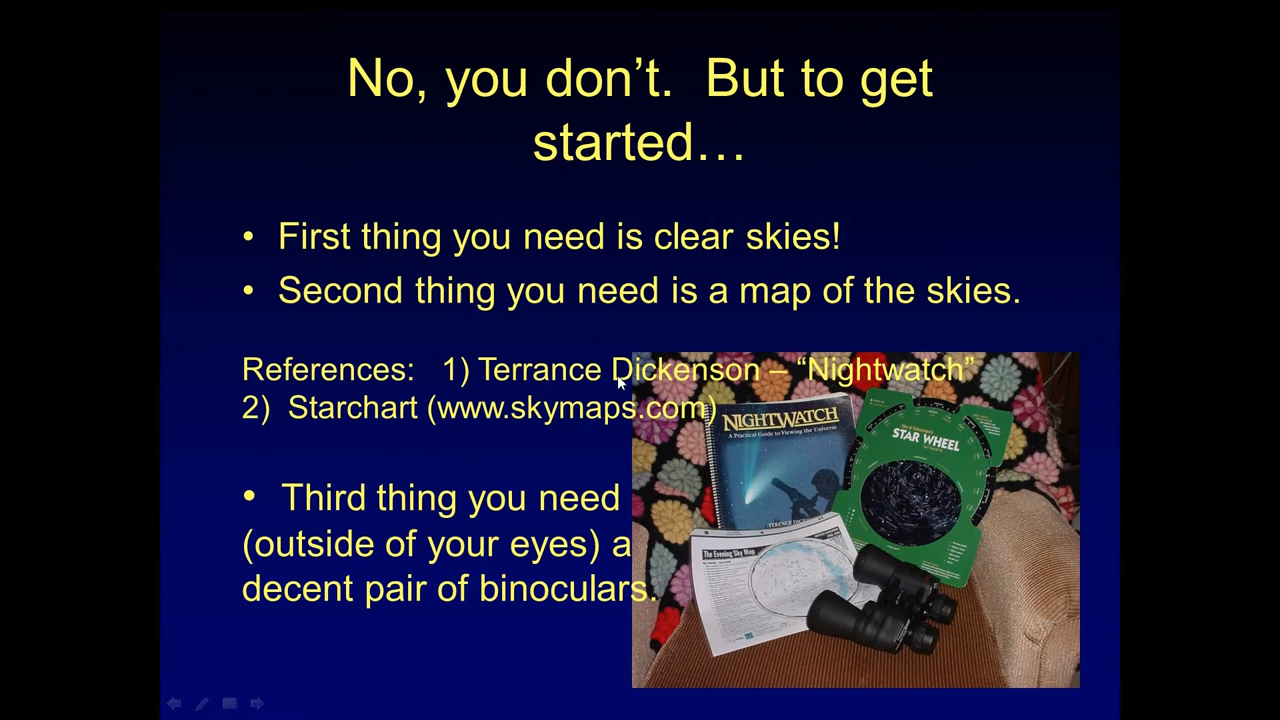 No, you don’t. But to get
started…
• First thing you need is clear skies!
• Second thing you need is a map of the skies.
References: 1) Terrance Dickenson – “Nightwatch”
2) Starchart (www.skymaps.com)
• Third thing you need
(outside of your eyes) a
decent pair of binoculars.
NIGHTWATCH
A Practical Guide to Viewing the Universe
STAR WHEEL
The Evening Sky Map